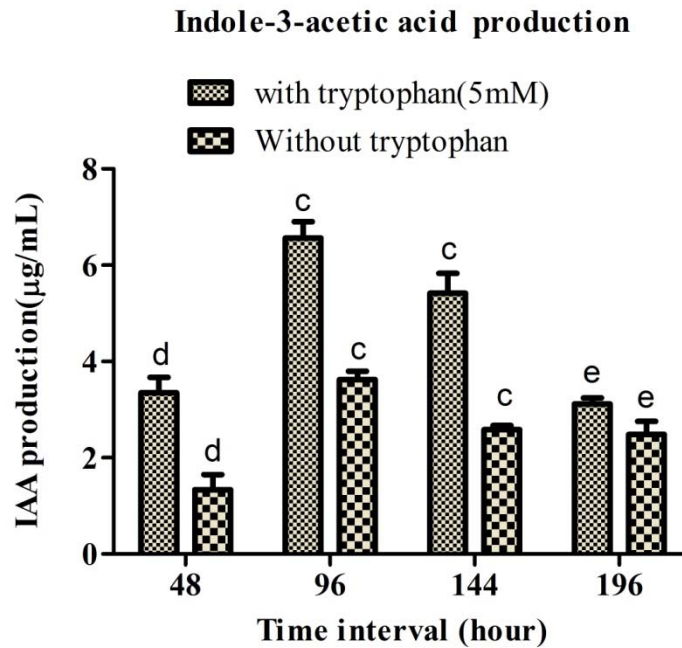 Indole-3-acetic acid production
with tryptophan(5mM)
Without tryptophan
IAA production(µg/mL)
8
6
4
2
0
d
d
c
c
c
c
e
e
48
96
144
196
Time interval (hour)